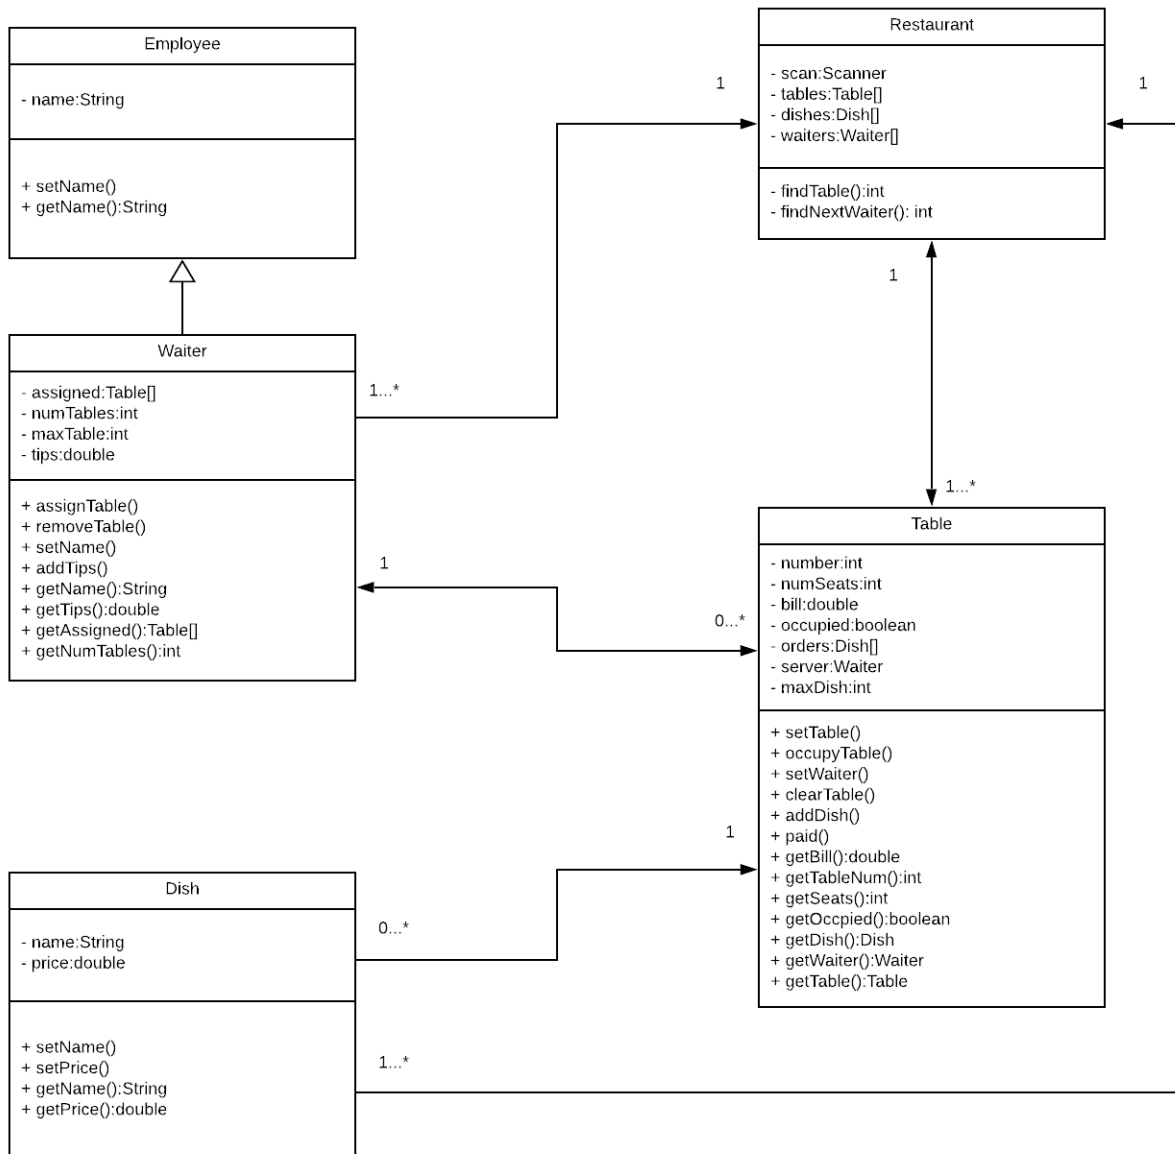 Employee
- name:String
+ setName()
+ getName():String
Restaurant
- scan:Scanner
- tables:Table[]
- dishes:Dish[]
- waiters:Waiter[]
- findTable():int
- findNextWaiter(): int
1
1
1
1...*
Waiter
- assigned:Table[]
- numTables:int
- maxTable:int
- tips:double
+ assignTable()
+ removeTable()
+ setName()
+ addTips()
+ getName():String
+ getTips():double
+ getAssigned():Table[]
+ getNumTables():int
1...*
1
0...*
Table
- number:int
- numSeats:int
- bill:double
- occupied:boolean
- orders:Dish[]
- server:Waiter
- maxDish:int
+ setTable()
+ occupyTable()
+ setWaiter()
+ clearTable()
+ addDish()
+ paid()
+ getBill():double
+ getTableNum():int
+ getSeats():int
+ getOccpied():boolean
+ getDish():Dish
+ getWaiter():Waiter
+ getTable():Table
1
Dish
- name:String
- price:double
+ setName()
+ setPrice()
+ getName():String
+ getPrice():double
0...*
1...*